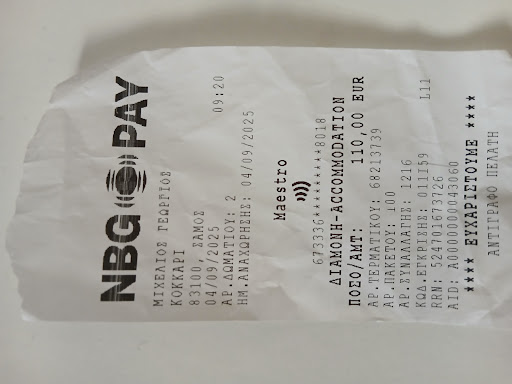 NBG PAY
ΜΙΧΕΛΙΟΣ ΓΕΩΡΓΙΟΣ
ΚΟΚΚΑΡΙ
83100, ΣΑΜΟΣ
04/09/2025 09:20
ΑΡ.ΔΩΜΑΤΙΟΥ: 2
ΗΜ.ΑΝΑΧΩΡΗΣΗΣ: 04/09/2025
Maestro
673336*********8018
ΔΙΑΜΟΝΗ-ACCOMMODATION
ΠΟΣΟ/AMT: 110,00 EUR
ΑΡ.ΤΕΡΜΑΤΙΚΟΥ: 68213739
ΑΡ.ΠΑΚΕΤΟΥ: 100
ΑΡ.ΣΥΝΑΛΛΑΓΗΣ: 1216
ΚΩΔ.ΕΓΚΡΙΣΗΣ: 011159
RRN: 524701673726 L11
AID: A0000000043060
**** ΕΥΧΑΡΙΣΤΟΥΜΕ ****
ΑΝΤΙΓΡΑΦΟ ΠΕΛΑΤΗ